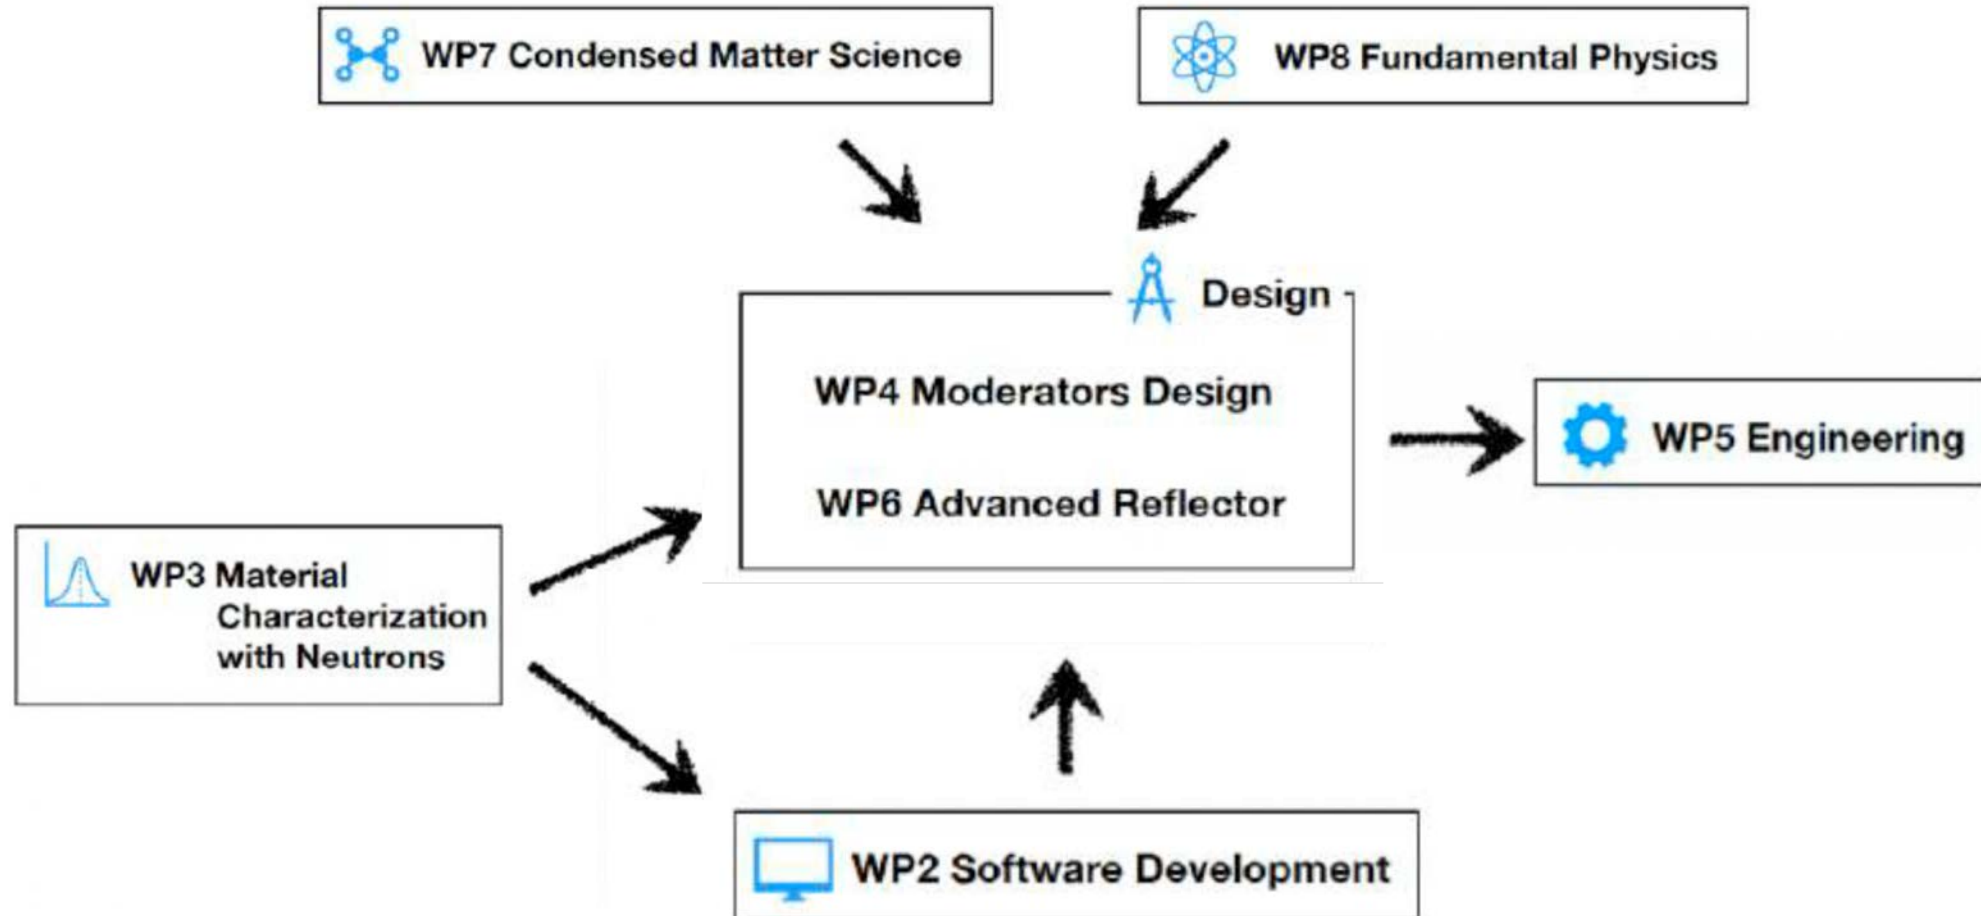 WP7 Condensed Matter Science
WP8 Fundamental Physics
Design
WP4 Moderators Design
WP6 Advanced Reflector
WP5 Engineering
WP3 Material
Characterization
with Neutrons
WP2 Software Development